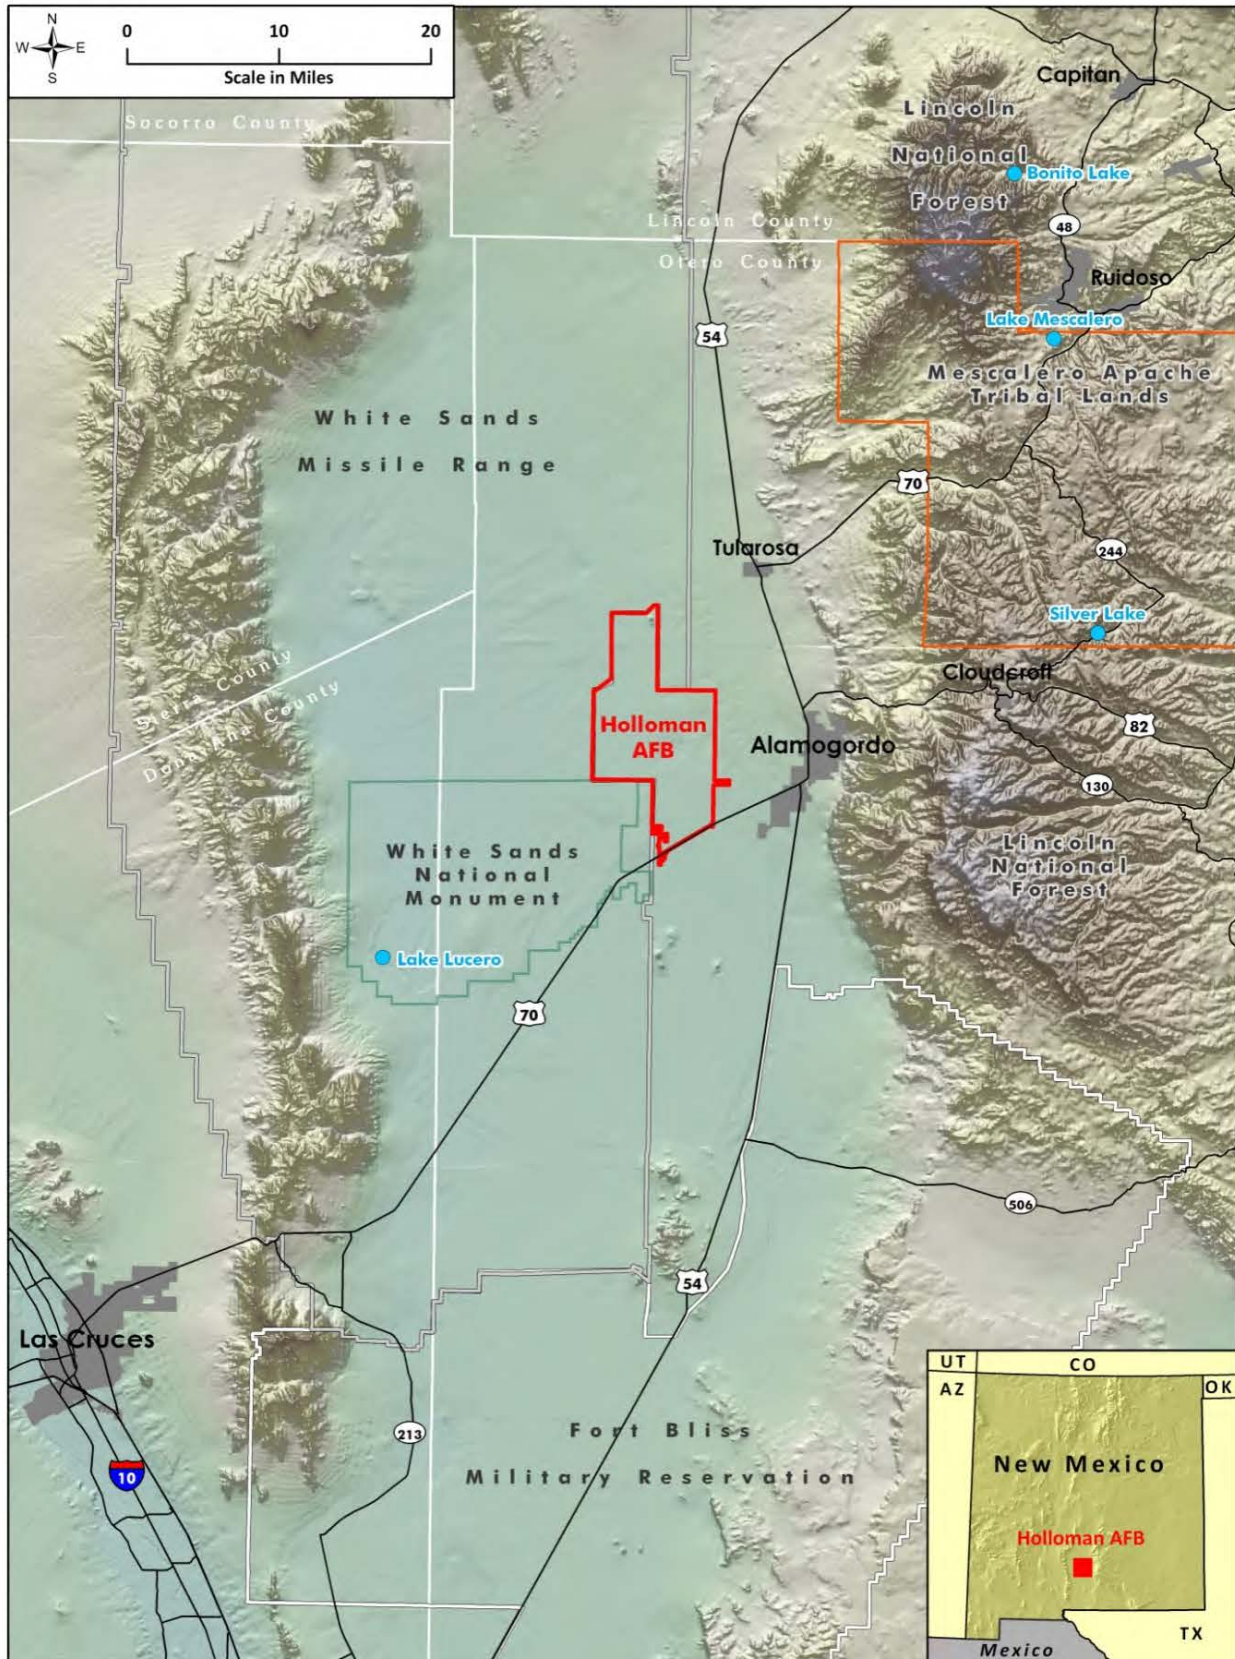 N
W E
S
0 10 20
Scale in Miles
Capitan
Socorro County
Lincoln
National
Forest
Bonito Lake
Lincoln County
48
Otero County
Ruidoso
Lake Mescalero
54
Mescalero Apache
Tribal Lands
White Sands
Missile Range
70
Tularosa
244
Silver Lake
Cloudcroft
Sierra County
Dona Ana County
Holloman
AFB
Alamogordo
82
130
White Sands
National
Monument
Lincoln
National
Forest
Lake Lucero
70
506
54
Las Cruces
213
Fort Bliss
Military Reservation
10
UT CO
AZ OK
New Mexico
Holloman AFB
TX
Mexico